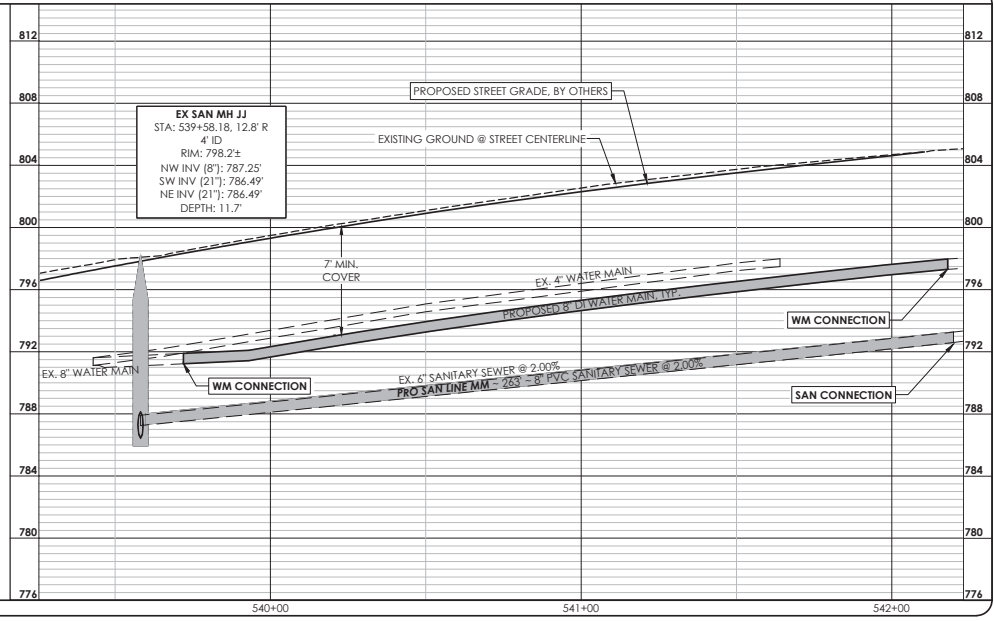 812
812
808
808
804
804
800
800
796
796
792
792
788
788
784
784
780
780
776
776
PROPOSED STREET GRADE, BY OTHERS
EXISTING GROUND @ STREET CENTERLINE
EX SAN MH JJ
STA: 539+58.18, 12.8' R
4' ID
RIM: 798.2'±
NW INV (8"): 787.25'
SW INV (21"): 786.49'
NE INV (21"): 786.49'
DEPTH: 11.7'
7' MIN.
COVER
EX. 4" WATER MAIN
PROPOSED 8" DI WATER MAIN, TYP.
WM CONNECTION
EX. 8" WATER MAIN
WM CONNECTION
EX. 6" SANITARY SEWER @ 2.00%
PRO SAN LINE MM ~ 263' ~ 8" PVC SANITARY SEWER @ 2.00%
SAN CONNECTION
540+00
541+00
542+00